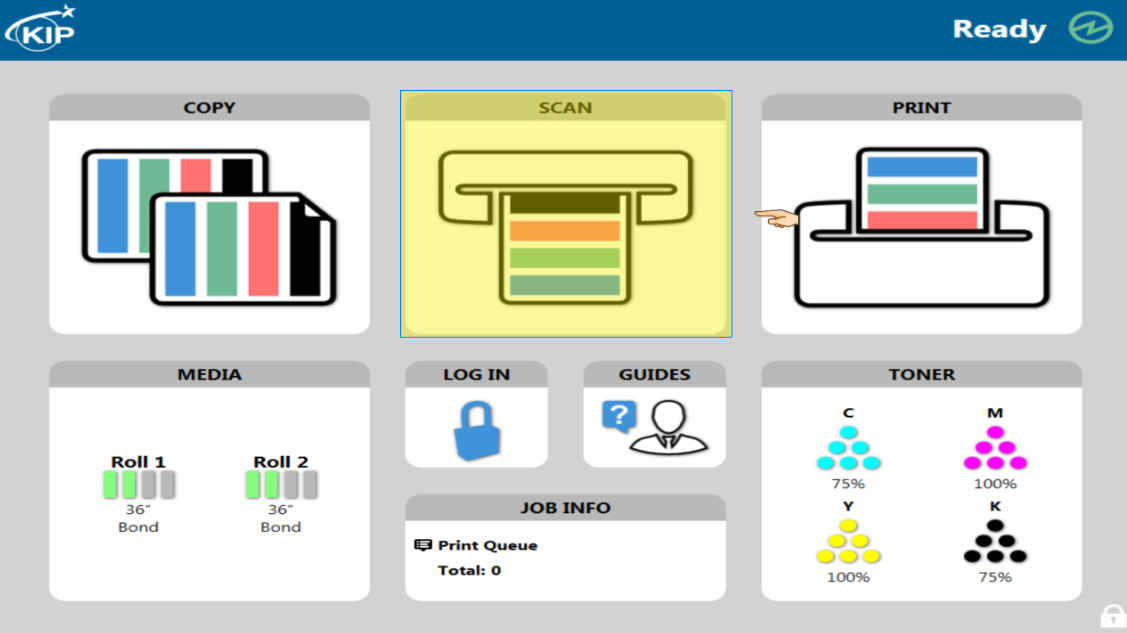 KIP
Ready
COPY
SCAN
PRINT
MEDIA
Roll 1
36″
Bond
Roll 2
36″
Bond
LOG IN
GUIDES
?
JOB INFO
Print Queue
Total: 0
TONER
C
75%
M
100%
Y
100%
K
75%